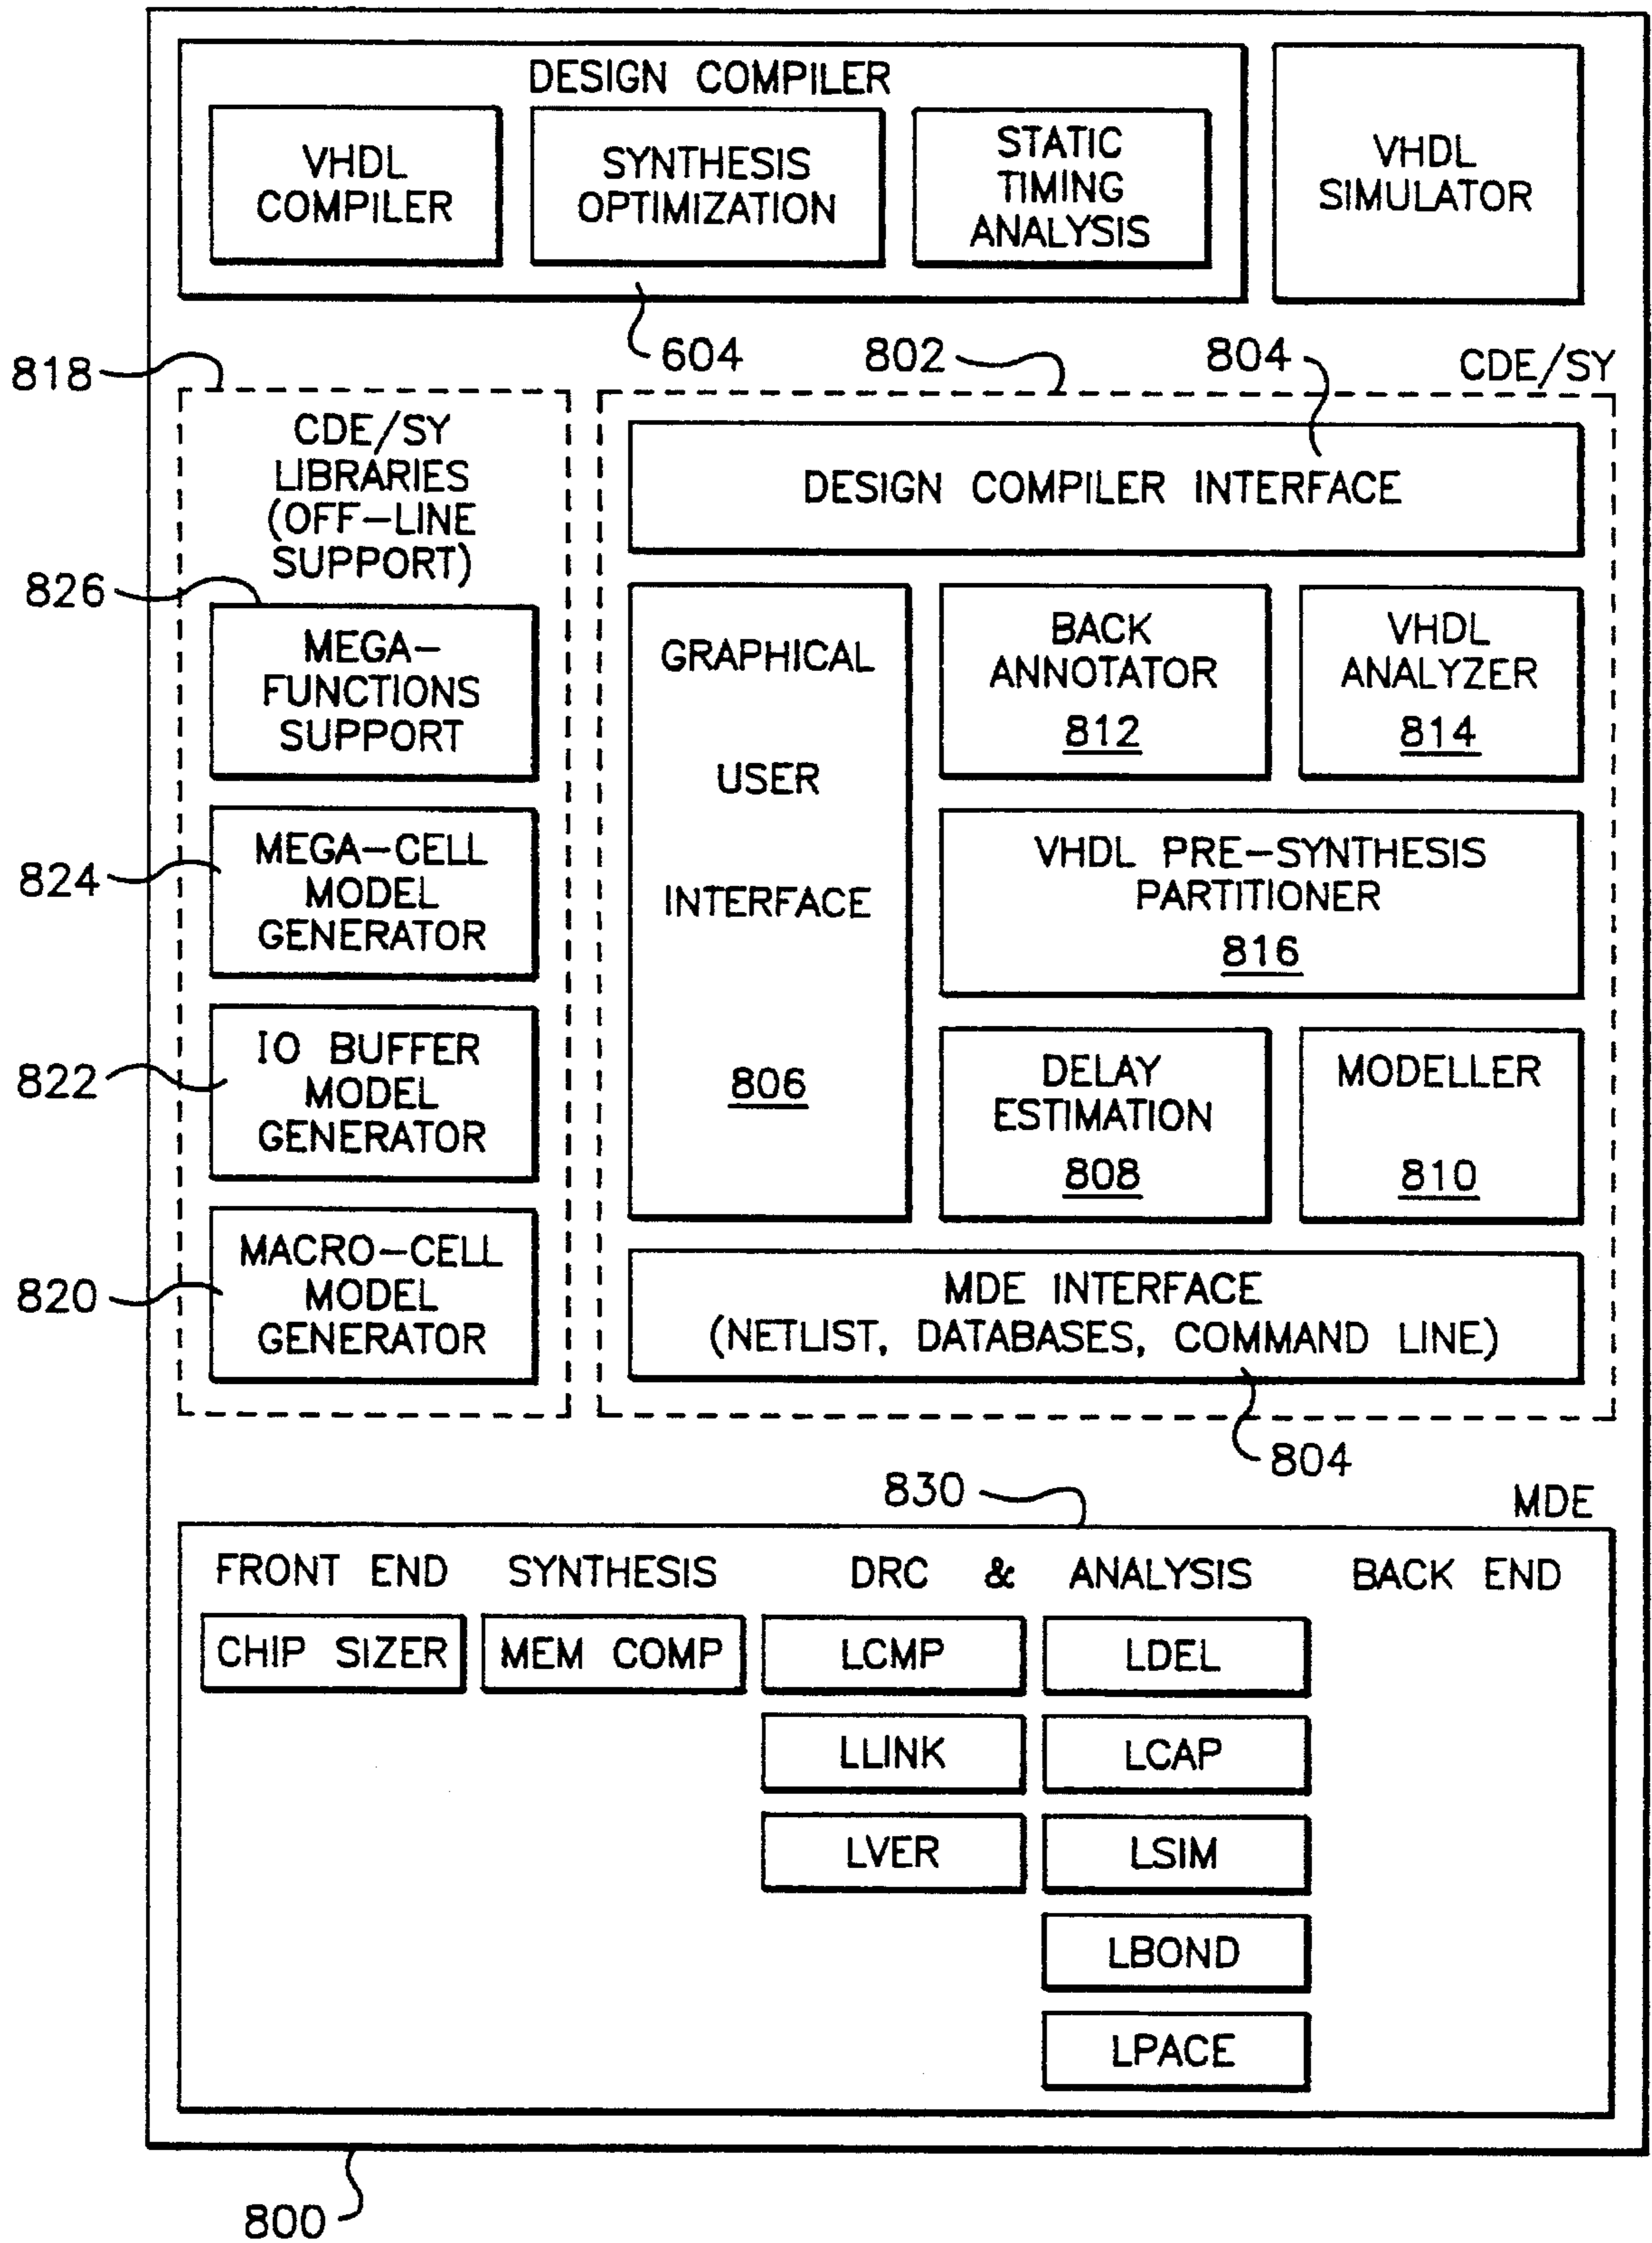 DESIGN COMPILER
VHDL
COMPILER
SYNTHESIS
OPTIMIZATION
STATIC
TIMING
ANALYSIS
VHDL
SIMULATOR
604
818
802
804
CDE/SY
CDE/SY
LIBRARIES
(OFF-LINE
SUPPORT)
826
MEGA-
FUNCTIONS
SUPPORT
824
MEGA-CELL
MODEL
GENERATOR
822
IO BUFFER
MODEL
GENERATOR
820
MACRO-CELL
MODEL
GENERATOR
DESIGN COMPILER INTERFACE
GRAPHICAL
USER
INTERFACE
806
BACK
ANNOTATOR
812
VHDL
ANALYZER
814
VHDL PRE-SYNTHESIS
PARTITIONER
816
DELAY
ESTIMATION
808
MODELLER
810
MDE INTERFACE
(NETLIST, DATABASES, COMMAND LINE)
804
830
MDE
FRONT END SYNTHESIS DRC & ANALYSIS BACK END
CHIP SIZER MEM COMP LCMP LDEL
LLINK LCAP
LVER LSIM
LBOND
LPACE
800